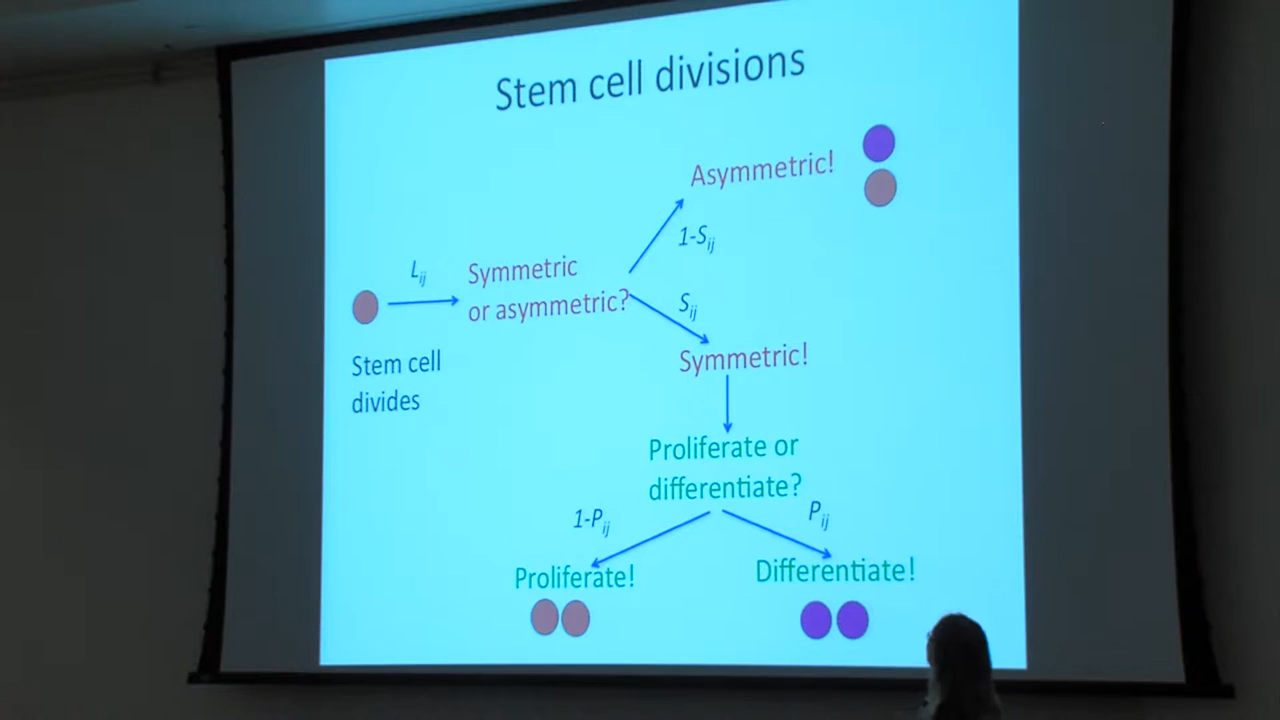 Stem cell divisions
Asymmetric!
1-Sij
Lij
Symmetric
or asymmetric?
Sij
Stem cell
divides
Symmetric!
Proliferate or
differentiate?
1-Pij
Pij
Proliferate!
Differentiate!